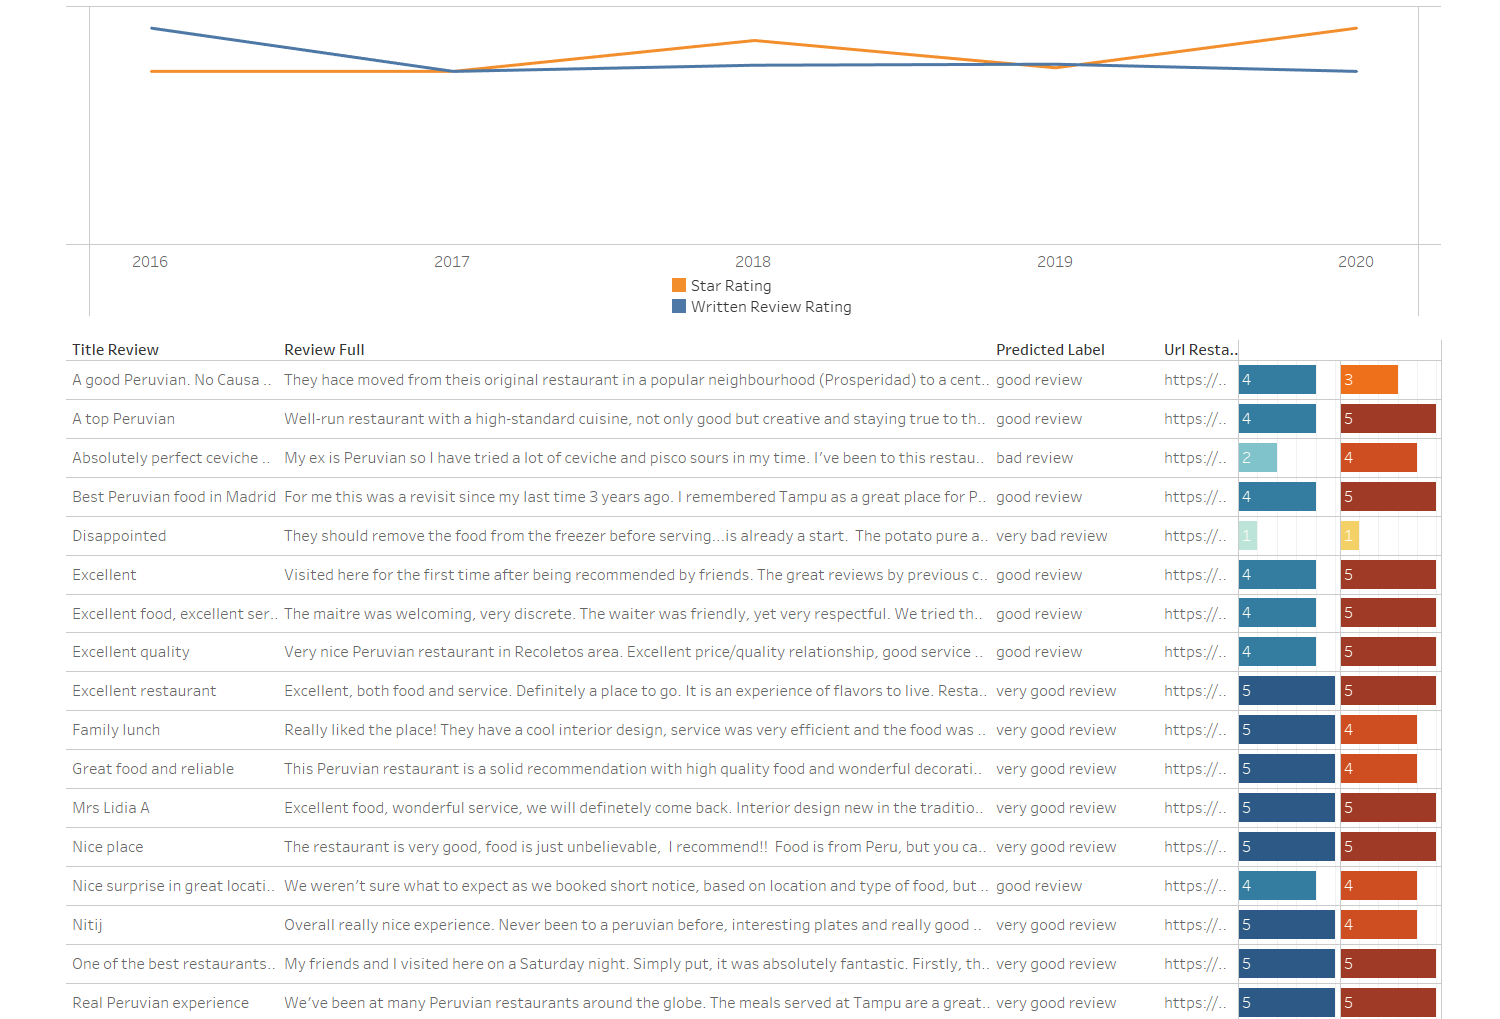 2016 2017 2018 2019 2020
Star Rating
Written Review Rating
Title Review Review Full Predicted Label Url Resta..
A good Peruvian. No Causa .. They hace moved from theis original restaurant in a popular neighbourhood (Prosperidad) to a cent.. good review https://.. 4 3
A top Peruvian Well-run restaurant with a high-standard cuisine, not only good but creative and staying true to th.. good review https://.. 4 5
Absolutely perfect ceviche .. My ex is Peruvian so I have tried a lot of ceviche and pisco sours in my time. I've been to this restau.. bad review https://.. 2 4
Best Peruvian food in Madrid For me this was a revisit since my last time 3 years ago. I remembered Tampu as a great place for P.. good review https://.. 4 5
Disappointed They should remove the food from the freezer before serving...is already a start. The potato pure a.. very bad review https://.. 1 1
Excellent Visited here for the first time after being recommended by friends. The great reviews by previous c.. good review https://.. 4 5
Excellent food, excellent ser.. The maitre was welcoming, very discrete. The waiter was friendly, yet very respectful. We tried th.. good review https://.. 4 5
Excellent quality Very nice Peruvian restaurant in Recoletos area. Excellent price/quality relationship, good service .. good review https://.. 4 5
Excellent restaurant Excellent, both food and service. Definitely a place to go. It is an experience of flavors to live. Resta.. very good review https://.. 5 5
Family lunch Really liked the place! They have a cool interior design, service was very efficient and the food was .. very good review https://.. 5 4
Great food and reliable This Peruvian restaurant is a solid recommendation with high quality food and wonderful decorati.. very good review https://.. 5 4
Mrs Lidia A Excellent food, wonderful service, we will definetely come back. Interior design new in the traditio.. very good review https://.. 5 5
Nice place The restaurant is very good, food is just unbelievable, I recommend!! Food is from Peru, but you ca.. very good review https://.. 5 5
Nice surprise in great locati.. We weren't sure what to expect as we booked short notice, based on location and type of food, but .. good review https://.. 4 4
Nitij Overall really nice experience. Never been to a peruvian before, interesting plates and really good .. very good review https://.. 5 4
One of the best restaurants.. My friends and I visited here on a Saturday night. Simply put, it was absolutely fantastic. Firstly, th.. very good review https://.. 5 5
Real Peruvian experience We've been at many Peruvian restaurants around the globe. The meals served at Tampu are a great.. very good review https://.. 5 5